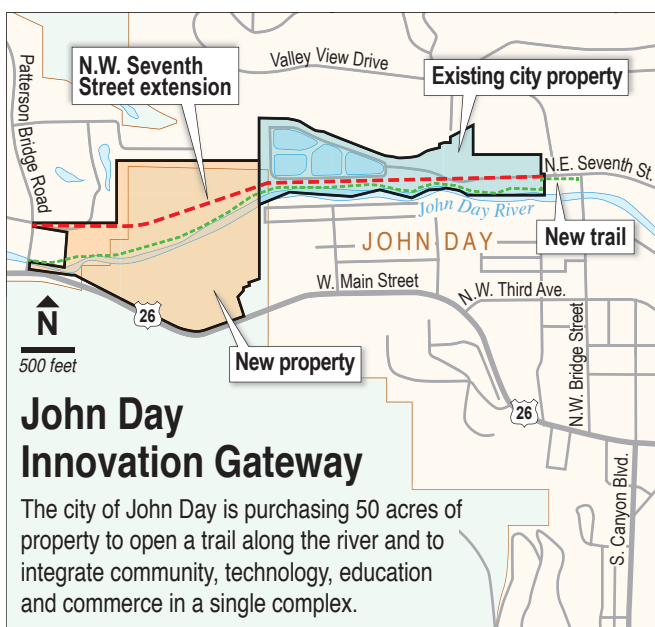 Patterson Bridge Road
N.W. Seventh
Street extension
Valley View Drive
Existing city property
N.E. Seventh St.
John Day River
New trail
JOHN DAY
W. Main Street
N.W. Third Ave.
26
N
500 feet
New property
26
N.W. Bridge Street
S. Canyon Blvd.
John Day
Innovation Gateway
The city of John Day is purchasing 50 acres of
property to open a trail along the river and to
integrate community, technology, education
and commerce in a single complex.